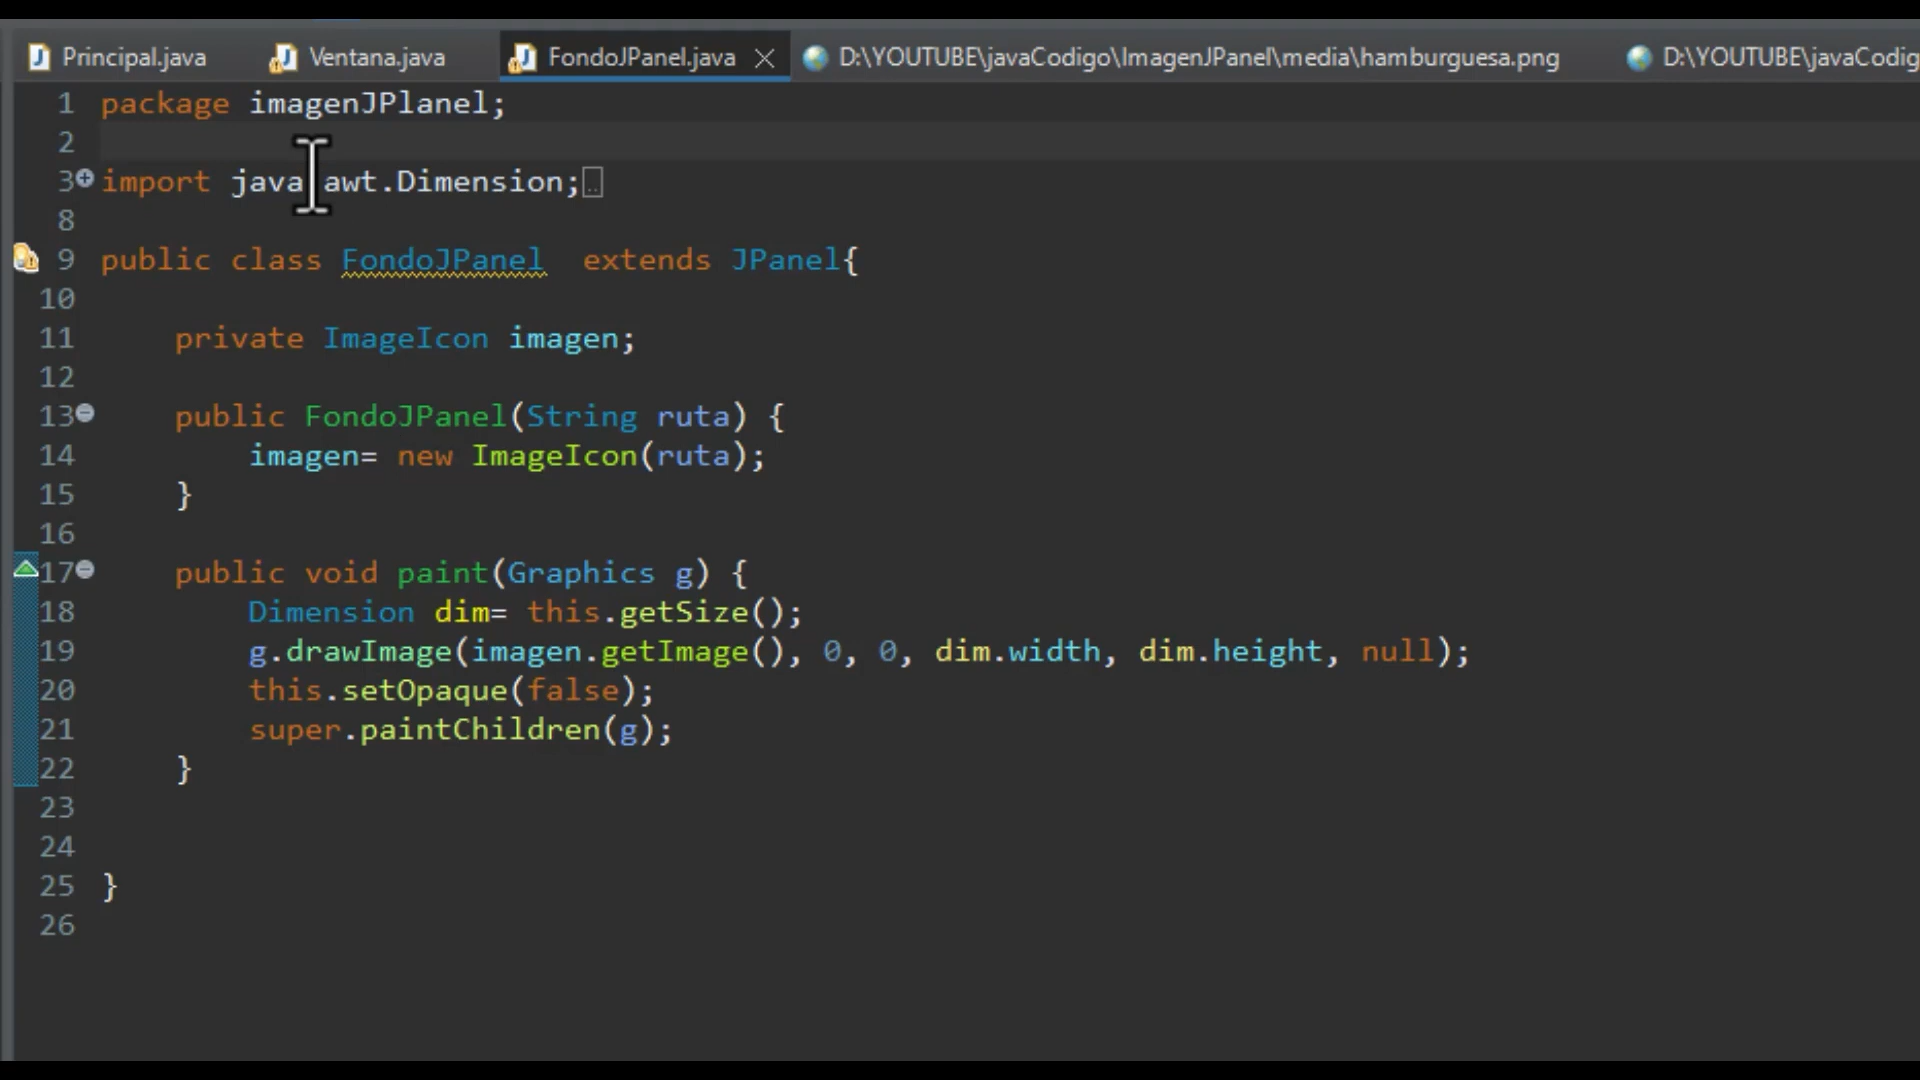 Principal.java Ventana.java FondoJPanel.java D:\YOUTUBE\javaCodigo\ImagenJPanel\media\hamburguesa.png D:\YOUTUBE\javaCodig
1 package imagenJPlanel;
2
3 import java.awt.Dimension;
8
9 public class FondoJPanel  extends JPanel{
10
11     private ImageIcon imagen;
12
13     public FondoJPanel(String ruta) {
14         imagen= new ImageIcon(ruta);
15     }
16
17     public void paint(Graphics g) {
18         Dimension dim= this.getSize();
19         g.drawImage(imagen.getImage(), 0, 0, dim.width, dim.height, null);
20         this.setOpaque(false);
21         super.paintChildren(g);
22     }
23
24
25 }
26